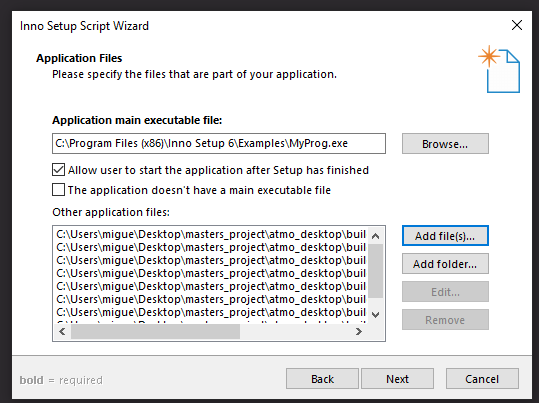 Inno Setup Script Wizard
Application Files
Please specify the files that are part of your application.
Application main executable file:
C:\Program Files (x86)\Inno Setup 6\Examples\MyProg.exe
Browse...
Allow user to start the application after Setup has finished
The application doesn't have a main executable file
Other application files:
C:\Users\migue\Desktop\masters_project\atmo_desktop\buil
C:\Users\migue\Desktop\masters_project\atmo_desktop\buil
C:\Users\migue\Desktop\masters_project\atmo_desktop\buil
C:\Users\migue\Desktop\masters_project\atmo_desktop\buil
C:\Users\migue\Desktop\masters_project\atmo_desktop\buil
C:\Users\migue\Desktop\masters_project\atmo_desktop\buil
C:\Users\migue\Desktop\masters_project\atmo_desktop\buil
Add file(s)...
Add folder...
Edit...
Remove
bold = required
Back
Next
Cancel